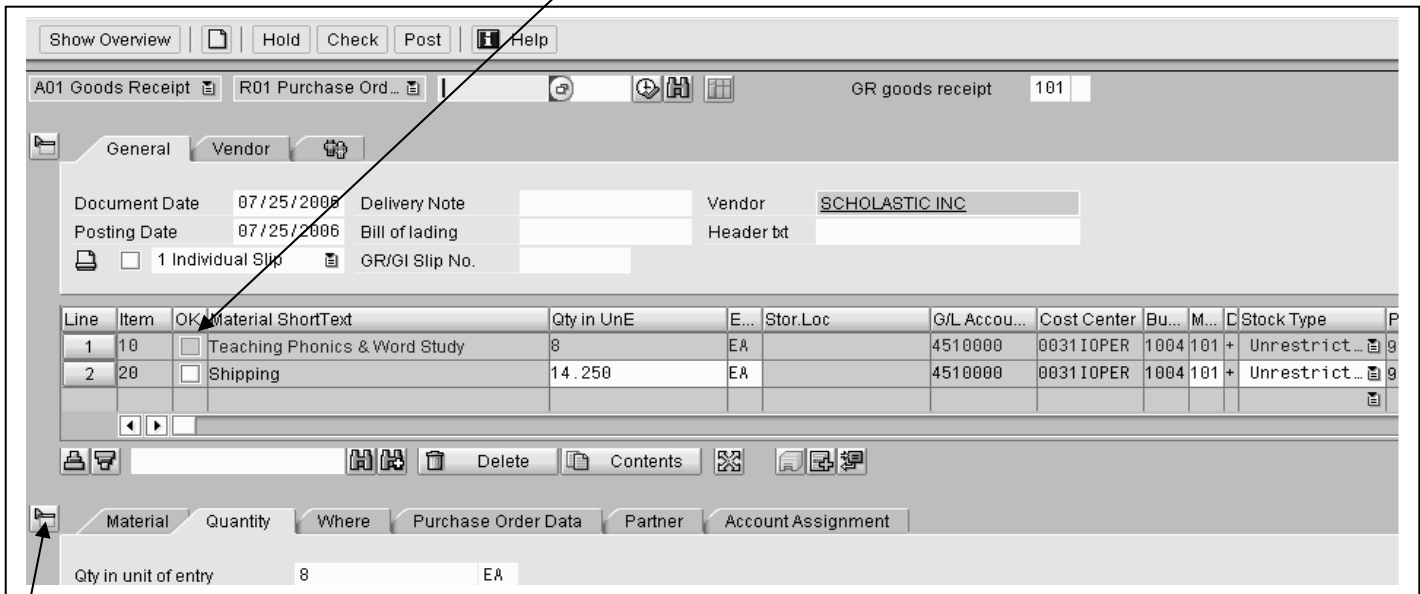 Show Overview Hold Check Post Help
A01 Goods Receipt R01 Purchase Ord… GR goods receipt 101
General Vendor
Document Date 07/25/2006 Delivery Note Vendor SCHOLASTIC INC
Posting Date 07/25/2006 Bill of lading Header txt
1 Individual Slip GR/GI Slip No.
Line Item OK Material ShortText Qty in UnE E... Stor.Loc G/L Accou... Cost Center Bu... M... D Stock Type P
1 10 Teaching Phonics & Word Study 8 EA 4510000 0031IOPER 1004 101 + Unrestrict… 9
2 20 Shipping 14.250 EA 4510000 0031IOPER 1004 101 + Unrestrict… 9
Delete Contents
Material Quantity Where Purchase Order Data Partner Account Assignment
Qty in unit of entry 8 EA